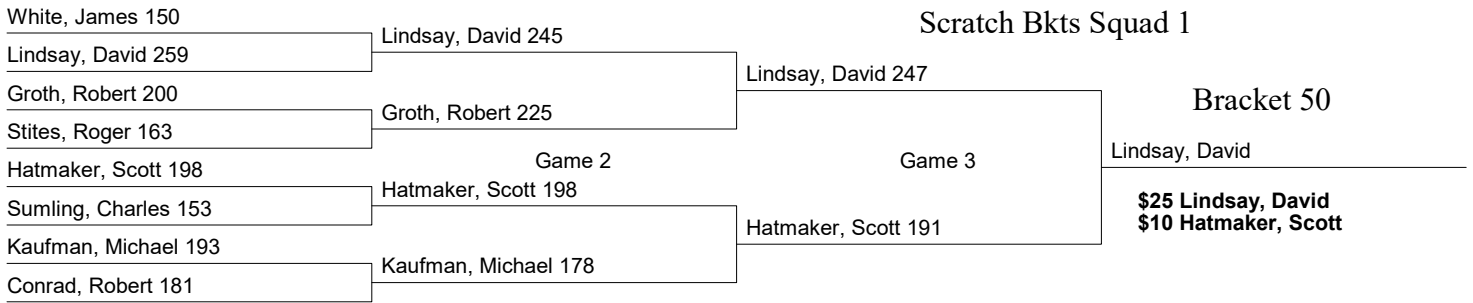 Scratch Bkts Squad 1
Bracket 50
White, James 150
Lindsay, David 259
Groth, Robert 200
Stites, Roger 163
Hatmaker, Scott 198
Sumling, Charles 153
Kaufman, Michael 193
Conrad, Robert 181
Lindsay, David 245
Groth, Robert 225
Game 2
Hatmaker, Scott 198
Kaufman, Michael 178
Lindsay, David 247
Game 3
Hatmaker, Scott 191
Lindsay, David
$25 Lindsay, David
$10 Hatmaker, Scott